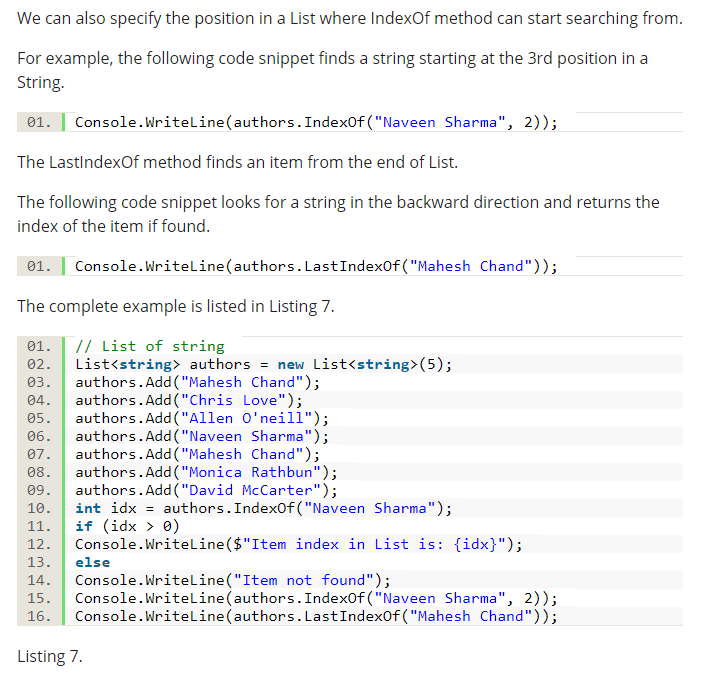 We can also specify the position in a List where IndexOf method can start searching from.
For example, the following code snippet finds a string starting at the 3rd position in a
String.
01. Console.WriteLine(authors.IndexOf("Naveen Sharma", 2));
The LastIndexOf method finds an item from the end of List.
The following code snippet looks for a string in the backward direction and returns the
index of the item if found.
01. Console.WriteLine(authors.LastIndexOf("Mahesh Chand"));
The complete example is listed in Listing 7.
01. // List of string
02. List<string> authors = new List<string>(5);
03. authors.Add("Mahesh Chand");
04. authors.Add("Chris Love");
05. authors.Add("Allen O'neill");
06. authors.Add("Naveen Sharma");
07. authors.Add("Mahesh Chand");
08. authors.Add("Monica Rathbun");
09. authors.Add("David McCarter");
10. int idx = authors.IndexOf("Naveen Sharma");
11. if (idx > 0)
12. Console.WriteLine($"Item index in List is: {idx}");
13. else
14. Console.WriteLine("Item not found");
15. Console.WriteLine(authors.IndexOf("Naveen Sharma", 2));
16. Console.WriteLine(authors.LastIndexOf("Mahesh Chand"));
Listing 7.